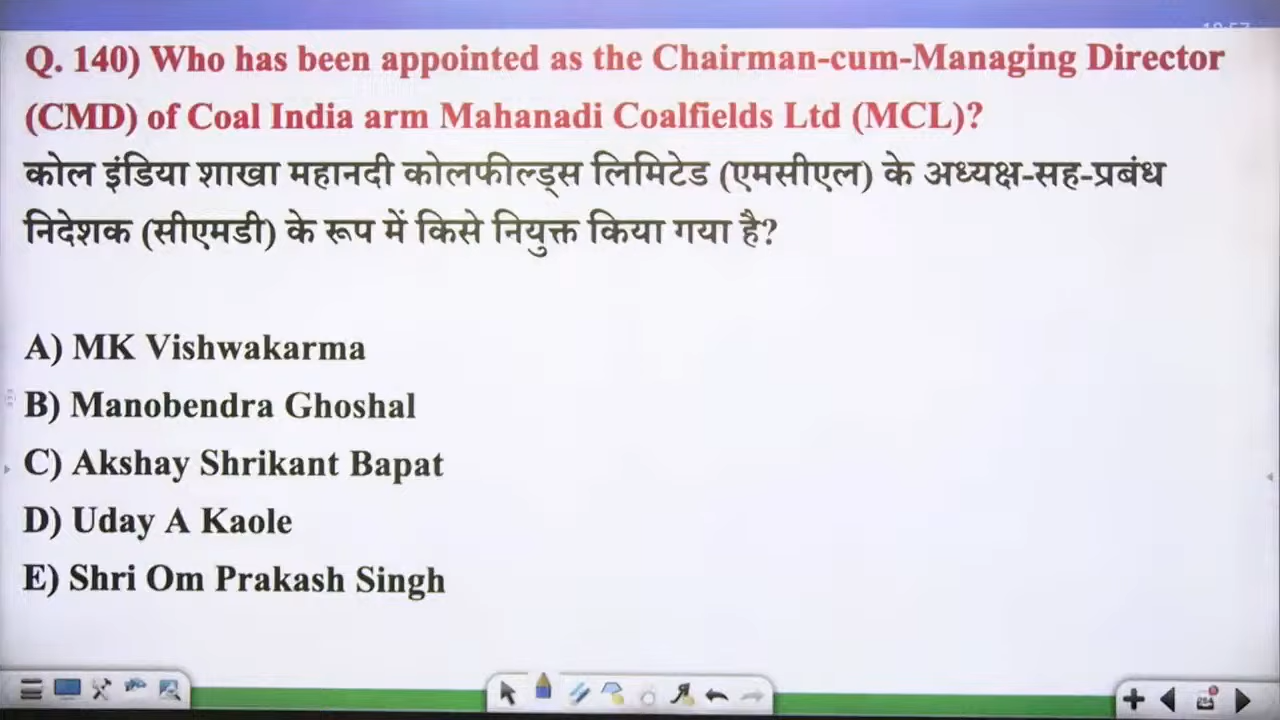 Q. 140) Who has been appointed as the Chairman-cum-Managing Director
(CMD) of Coal India arm Mahanadi Coalfields Ltd (MCL)?
कोल इंडिया शाखा महानदी कोलफील्ड्स लिमिटेड (एमसीएल) के अध्यक्ष-सह-प्रबंध
निदेशक (सीएमडी) के रूप में किसे नियुक्त किया गया है?
A) MK Vishwakarma
B) Manobendra Ghoshal
C) Akshay Shrikant Bapat
D) Uday A Kaole
E) Shri Om Prakash Singh